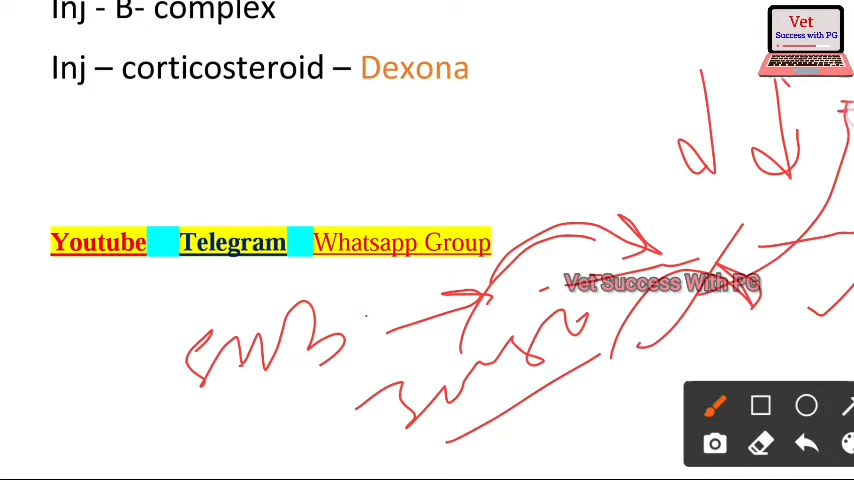 Inj - B- complex
Vet
Success with PG
Inj – corticosteroid – Dexona
Youtube Telegram Whatsapp Group
Vet Success With PG